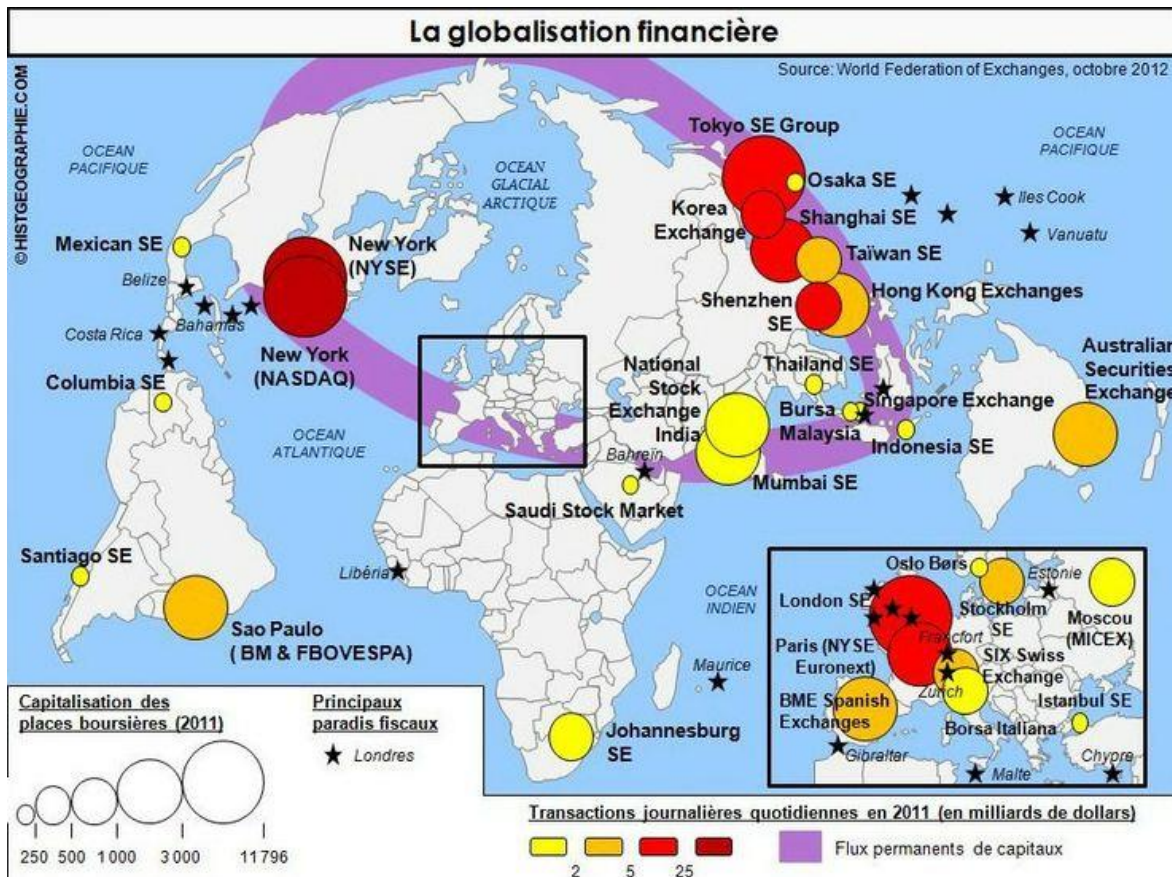 La globalisation financière
©HISTGEOGRAPHIE.COM
Source: World Federation of Exchanges, octobre 2012
OCEAN
PACIFIQUE
OCEAN
GLACIAL
ARCTIQUE
OCEAN
PACIFIQUE
Tokyo SE Group
Osaka SE
Iles Cook
Korea
Exchange
Shanghai SE
Vanuatu
Mexican SE
New York
(NYSE)
Taïwan SE
Belize
Shenzhen
SE
Hong Kong Exchanges
Bahamas
Costa Rica
New York
(NASDAQ)
National
Stock
Exchange
India
Thailand SE
Australian
Securities
Exchange
Columbia SE
Bursa
Malaysia
Singapore Exchange
Indonesia SE
OCEAN
ATLANTIQUE
Bahreïn
Mumbai SE
Saudi Stock Market
Santiago SE
Libéria
OCEAN
INDIEN
Sao Paulo
( BM & FBOVESPA)
Maurice
Johannesburg
SE
Oslo Børs
Estonie
London SE
Stockholm
SE
Moscou
(MICEX)
Francfort
Paris (NYSE
Euronext)
SIX Swiss
Exchange
Zurich
BME Spanish
Exchanges
Istanbul SE
Borsa Italiana
Gibraltar
Malte
Chypre
Capitalisation des
places boursières (2011)
250 500 1 000 3 000 11 796
Principaux
paradis fiscaux
Londres
Transactions journalières quotidiennes en 2011 (en milliards de dollars)
2 5 25
Flux permanents de capitaux